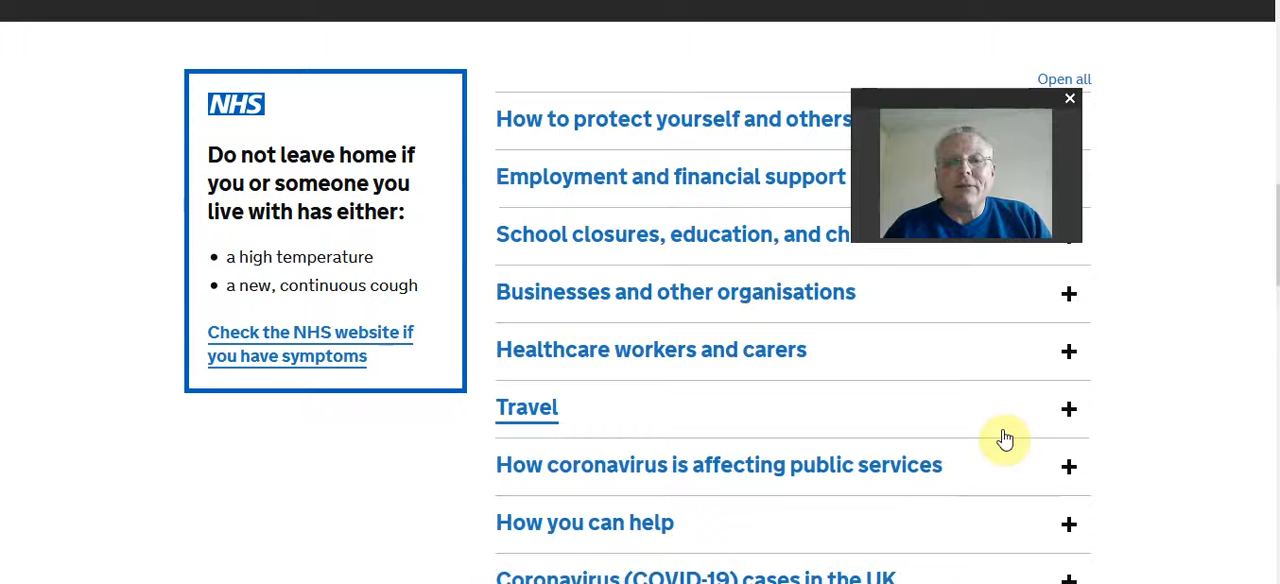 NHS
Do not leave home if
you or someone you
live with has either:
• a high temperature
• a new, continuous cough
Check the NHS website if
you have symptoms
Open all
How to protect yourself and others
Employment and financial support
School closures, education, and ch
Businesses and other organisations
Healthcare workers and carers
Travel
How coronavirus is affecting public services
How you can help
Coronavirus (COVID-19) cases in the UK